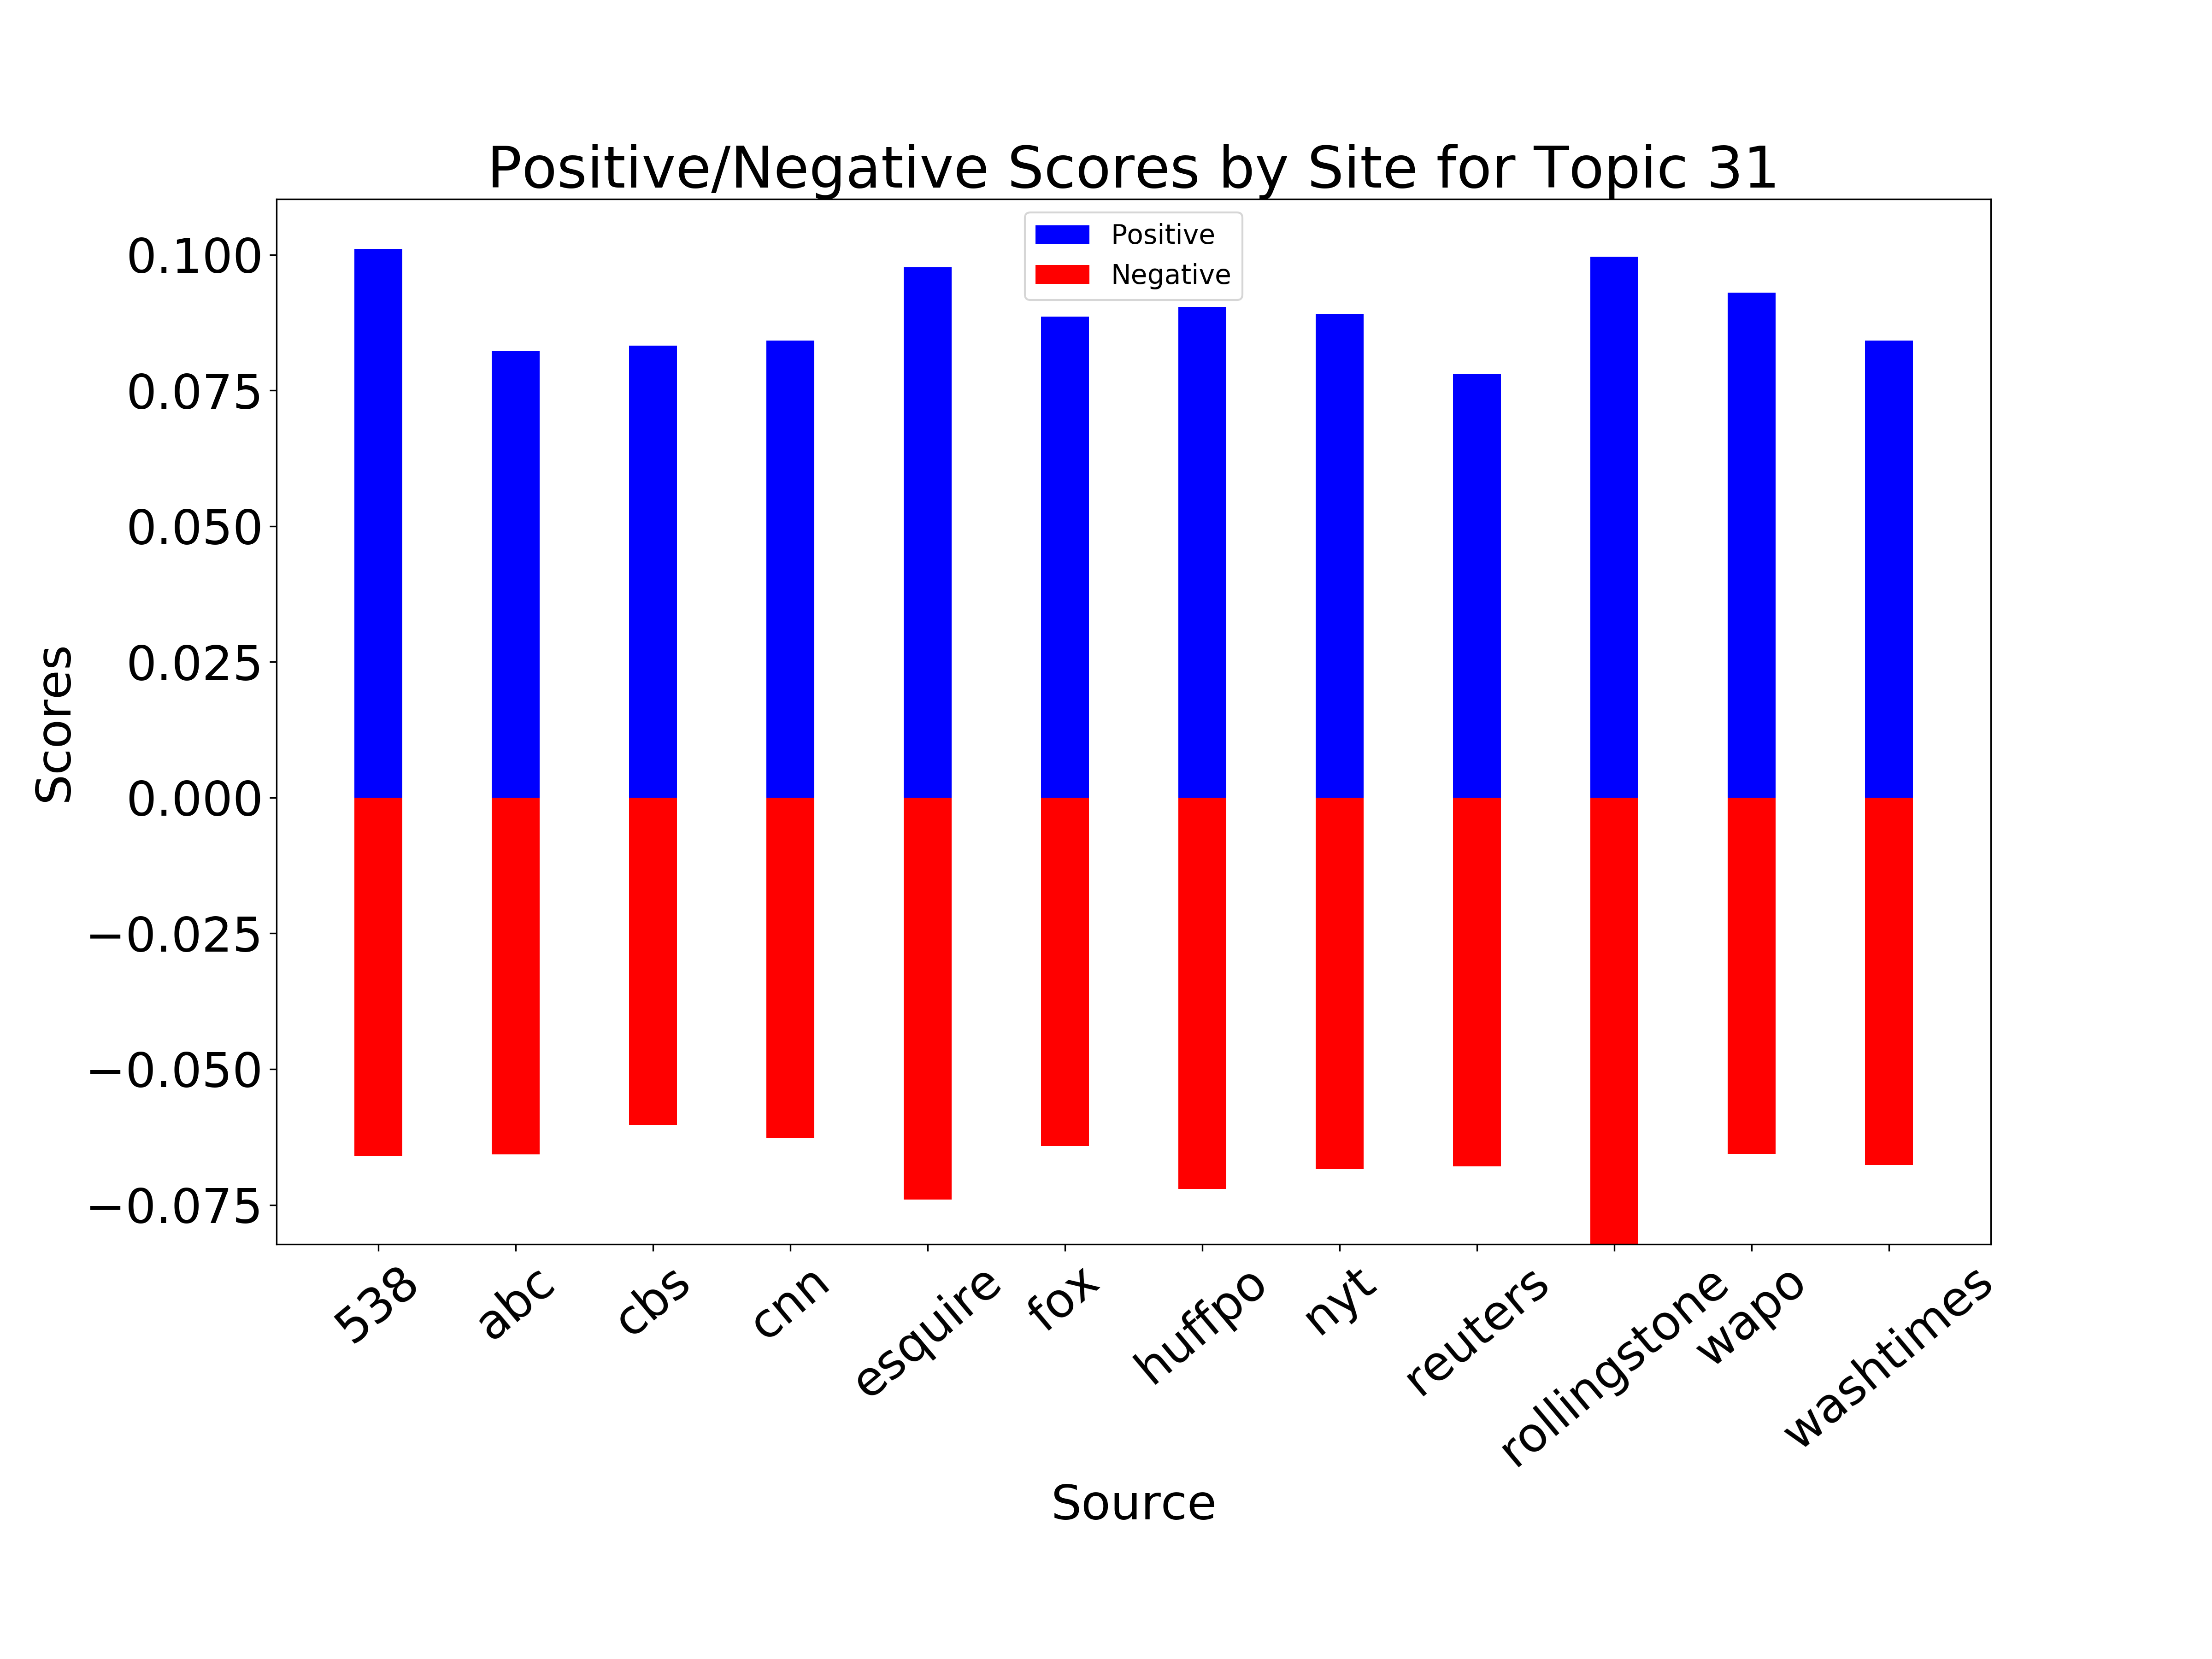 Positive/Negative Scores by Site for Topic 31
Positive
Negative
0.100
0.075
0.050
0.025
0.000
−0.025
−0.050
−0.075
Scores
538
abc
cbs
cnn
esquire
fox
huffpo
nyt
reuters
rollingstone
wapo
washtimes
Source